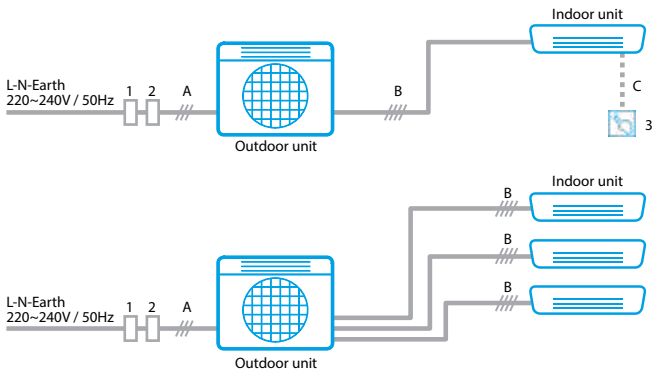 Indoor unit
L-N-Earth
220~240V / 50Hz
1 2 A
B
C
3
Outdoor unit
Indoor unit
B
B
B
L-N-Earth
220~240V / 50Hz
1 2 A
Outdoor unit